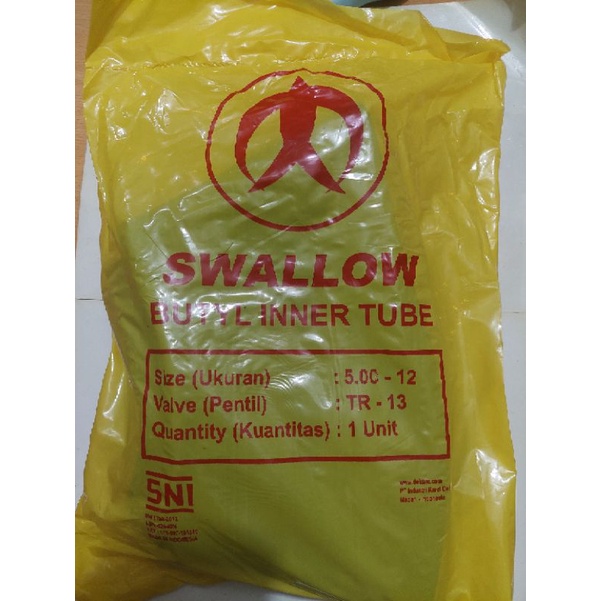 SWALLOW
BUTYL INNER TUBE
Size (Ukuran) : 5.00 - 12
Valve (Pentil) : TR - 13
Quantity (Kuantitas) : 1 Unit
SNI